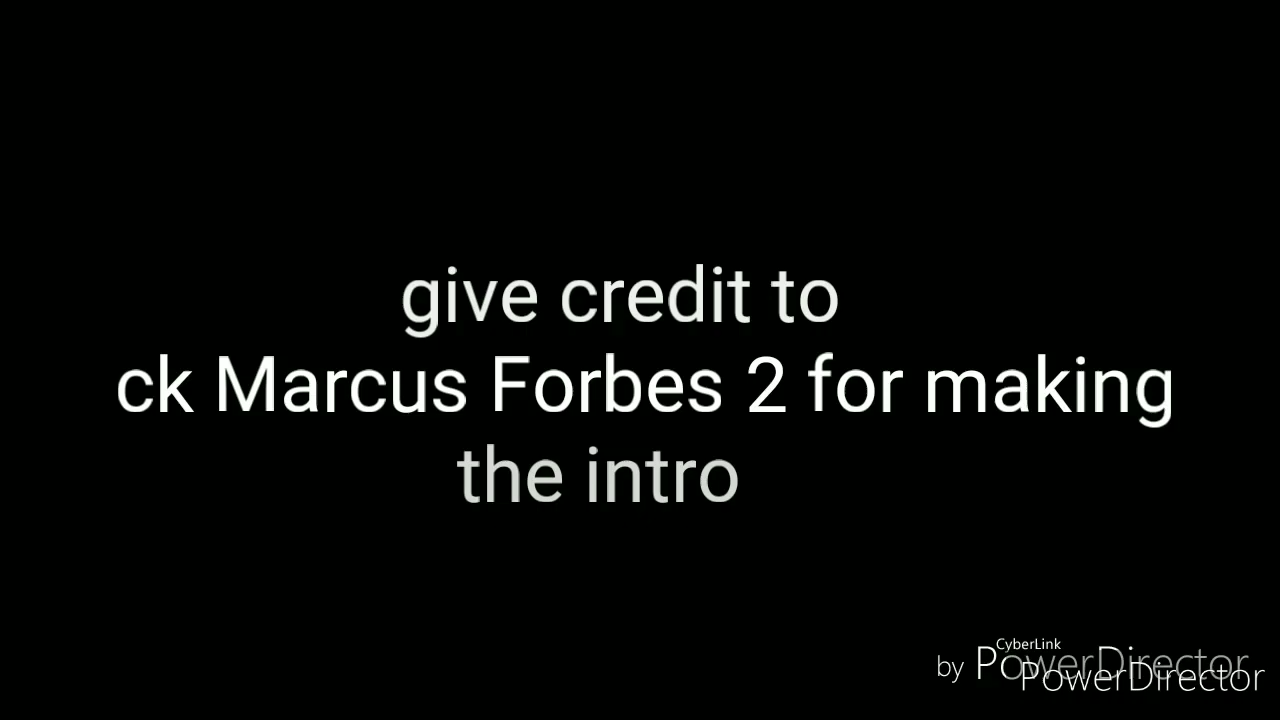 give credit to
ck Marcus Forbes 2 for making
the intro
CyberLink
by PowerDirector
PowerDirector